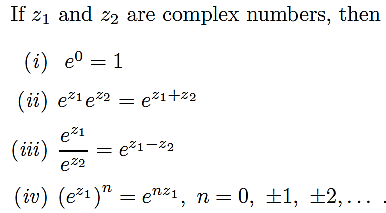 If z₁ and z₂ are complex numbers, then
(i) e⁰ = 1
(ii) e^{z₁}e^{z₂} = e^{z₁+z₂}
(iii) \frac{e^{z₁}}{e^{z₂}} = e^{z₁−z₂}
(iv) (e^{z₁})ⁿ = e^{nz₁}, n = 0, ±1, ±2, … .